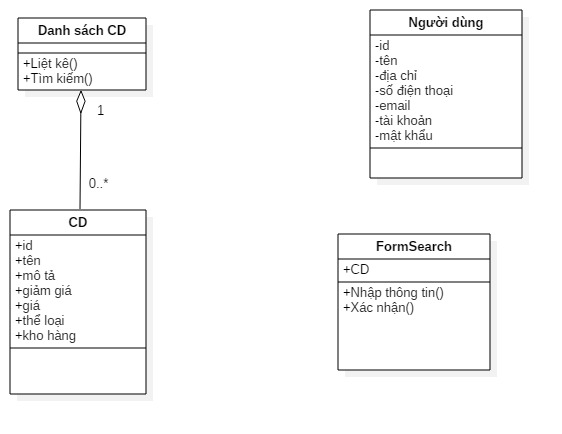 Danh sách CD
+Liệt kê()
+Tìm kiếm()
1
0..*
CD
+id
+tên
+mô tả
+giảm giá
+giá
+thể loại
+kho hàng
Người dùng
-id
-tên
-địa chỉ
-số điện thoại
-email
-tài khoản
-mật khẩu
FormSearch
+CD
+Nhập thông tin()
+Xác nhận()